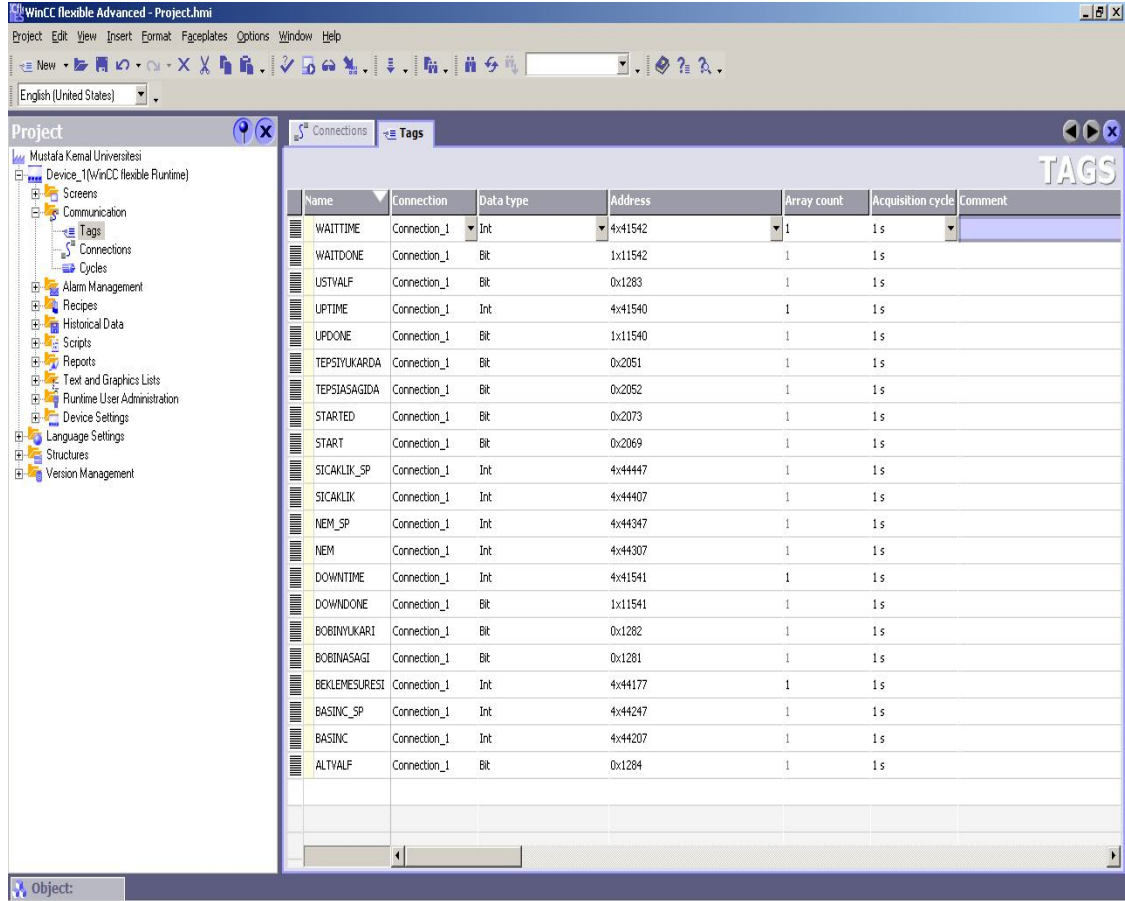 WinCC flexible Advanced - Project.hmi
Project Edit View Insert Format Faceplates Options Window Help
New
English (United States)
Project
Connections
Tags
Mustafa Kemal Universitesi
Device_1(WinCC flexible Runtime)
Screens
Communication
Tags
Connections
Cycles
Alarm Management
Recipes
Historical Data
Scripts
Reports
Text and Graphics Lists
Runtime User Administration
Device Settings
Language Settings
Structures
Version Management
TAGS
Name Connection Data type Address Array count Acquisition cycle Comment
WAITTIME Connection_1 Int 4x41542 1 1 s
WAITDONE Connection_1 Bit 1x11542 1 1 s
USTVALF Connection_1 Bit 0x1283 1 1 s
UPTIME Connection_1 Int 4x41540 1 1 s
UPDONE Connection_1 Bit 1x11540 1 1 s
TEPSIYUKARDA Connection_1 Bit 0x2051 1 1 s
TEPSIASAGIDA Connection_1 Bit 0x2052 1 1 s
STARTED Connection_1 Bit 0x2073 1 1 s
START Connection_1 Bit 0x2069 1 1 s
SICAKLIK_SP Connection_1 Int 4x44447 1 1 s
SICAKLIK Connection_1 Int 4x44407 1 1 s
NEM_SP Connection_1 Int 4x44347 1 1 s
NEM Connection_1 Int 4x44307 1 1 s
DOWNTIME Connection_1 Int 4x41541 1 1 s
DOWNDONE Connection_1 Bit 1x11541 1 1 s
BOBINYUKARI Connection_1 Bit 0x1282 1 1 s
BOBINASAGI Connection_1 Bit 0x1281 1 1 s
BEKLEMESURESI Connection_1 Int 4x44177 1 1 s
BASINC_SP Connection_1 Int 4x44247 1 1 s
BASINC Connection_1 Int 4x44207 1 1 s
ALTVALF Connection_1 Bit 0x1284 1 1 s
Object: